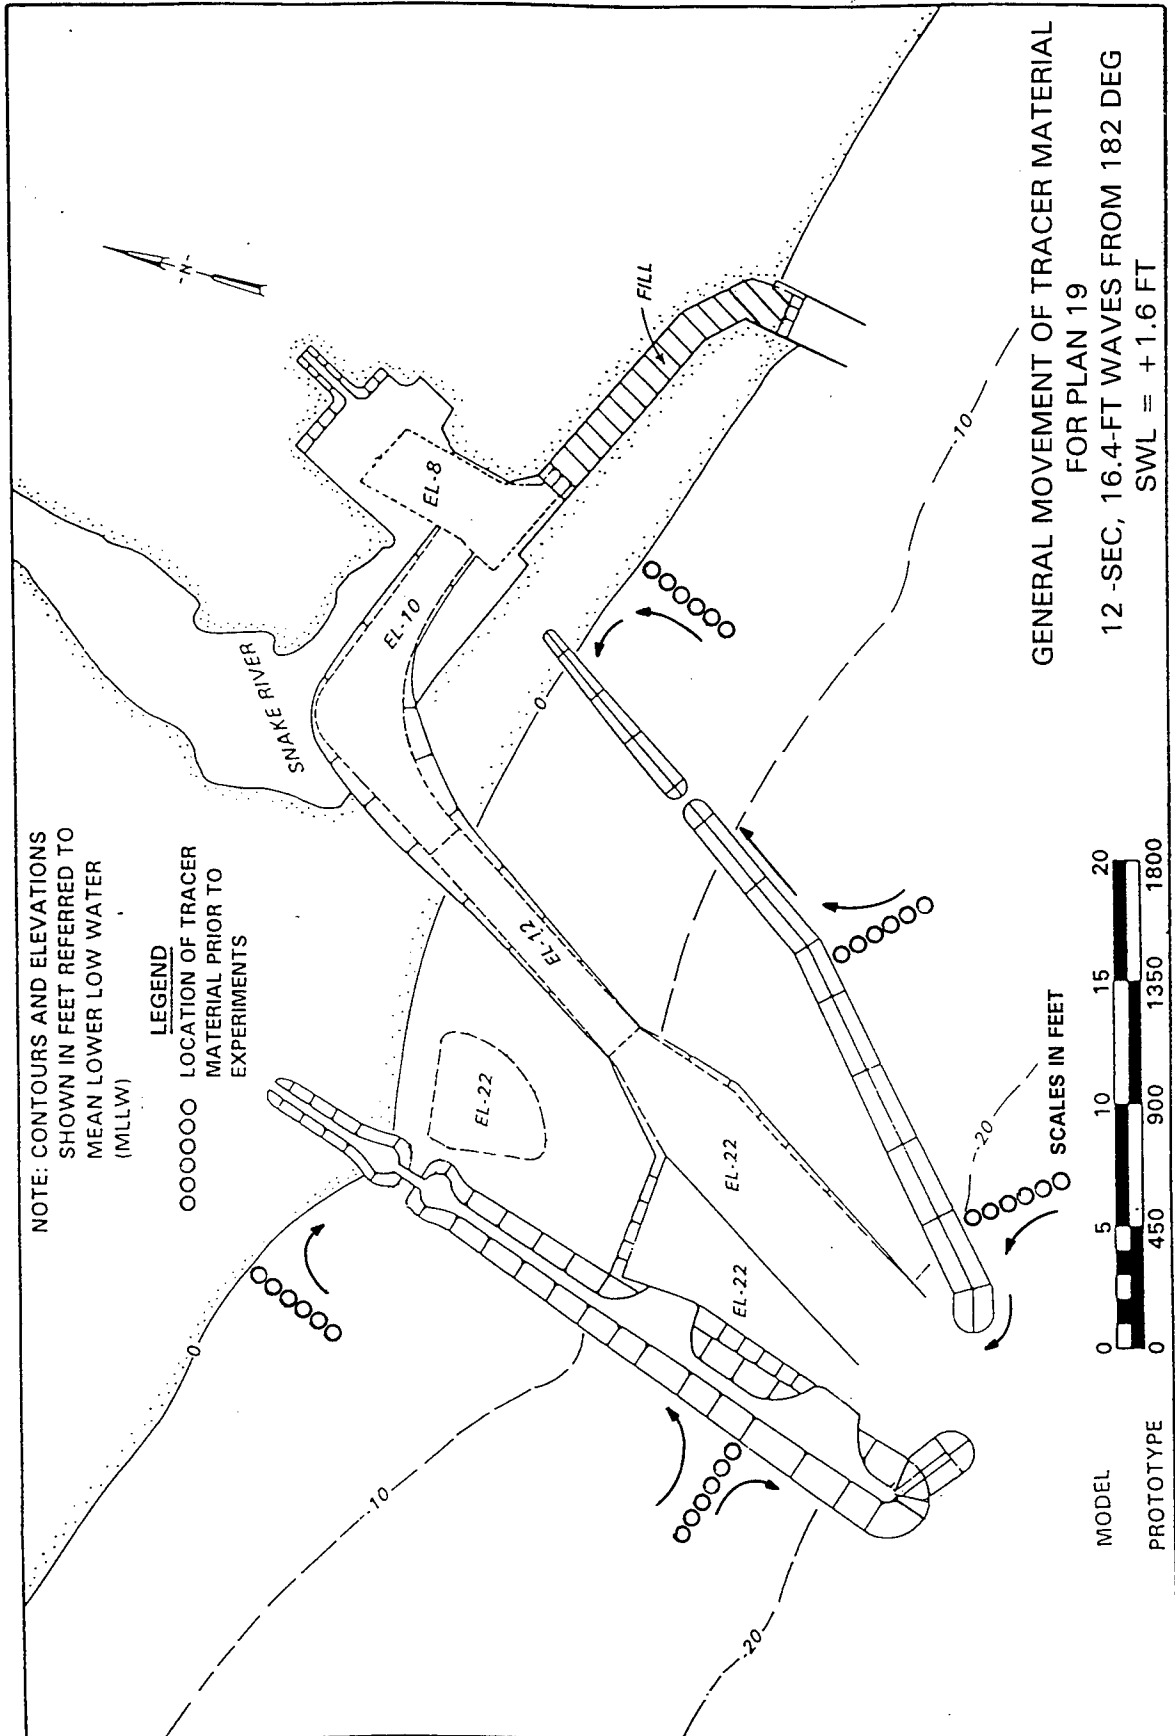 NOTE: CONTOURS AND ELEVATIONS
SHOWN IN FEET REFERRED TO
MEAN LOWER LOW WATER
(MLLW)
LEGEND
OOOOO LOCATION OF TRACER
MATERIAL PRIOR TO
EXPERIMENTS
-N-
SNAKE RIVER
EL-8
EL-10
FILL
EL-12
EL-22
EL-22
EL-22
0
0
-10
-10
-20
-20
SCALES IN FEET
MODEL 0 5 10 15 20
PROTOTYPE 0 450 900 1350 1800
GENERAL MOVEMENT OF TRACER MATERIAL
FOR PLAN 19
12 -SEC, 16.4-FT WAVES FROM 182 DEG
SWL = +1.6 FT